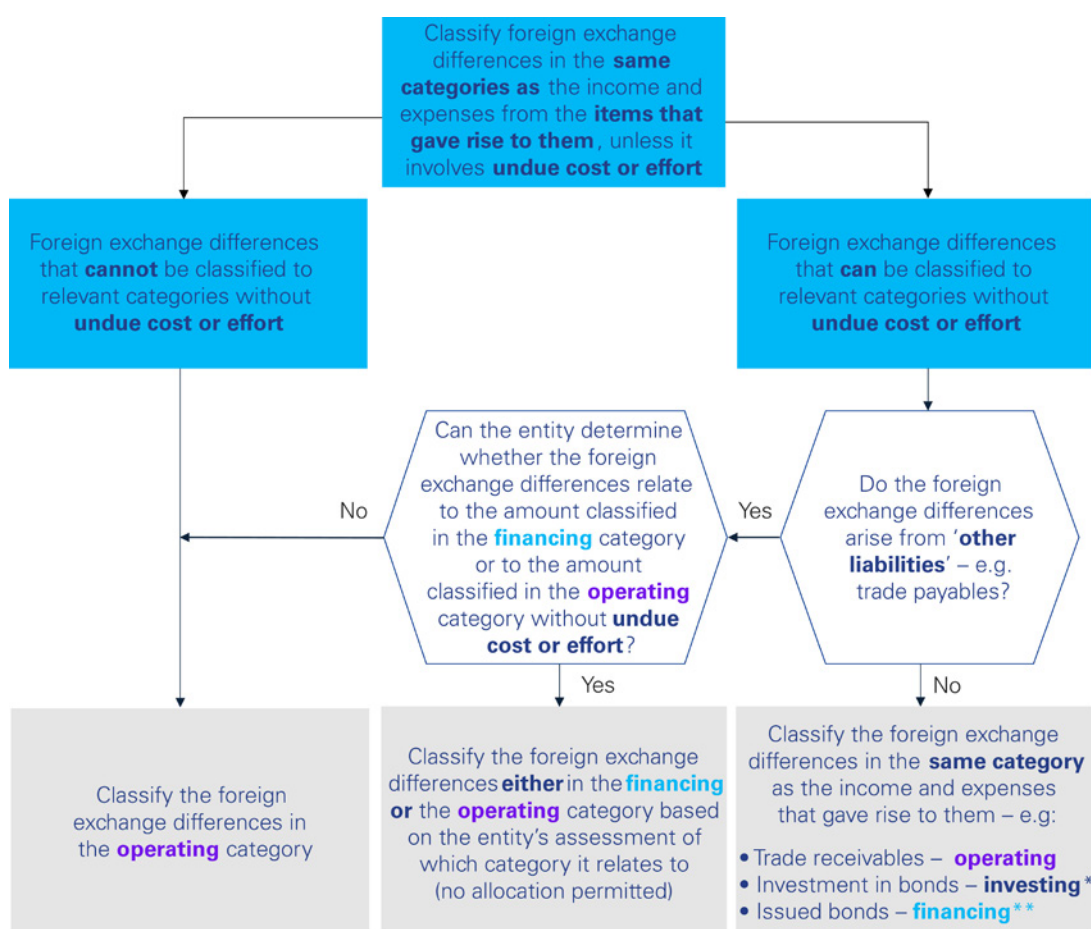 Classify foreign exchange
differences in the same
categories as the income and
expenses from the items that
gave rise to them, unless it
involves undue cost or effort
Foreign exchange differences
that cannot be classified to
relevant categories without
undue cost or effort
Foreign exchange differences
that can be classified to
relevant categories without
undue cost or effort
Can the entity determine
whether the foreign
exchange differences relate
to the amount classified
in the financing category
or to the amount
classified in the operating
category without undue
cost or effort?
No
Yes
Do the foreign
exchange differences
arise from ‘other
liabilities’ – e.g.
trade payables?
Yes
No
Classify the foreign
exchange differences in
the operating category
Classify the foreign exchange
differences either in the financing
or the operating category based
on the entity’s assessment of
which category it relates to
(no allocation permitted)
Classify the foreign exchange
differences in the same category
as the income and expenses
that gave rise to them – e.g:
• Trade receivables – operating
• Investment in bonds – investing*
• Issued bonds – financing**